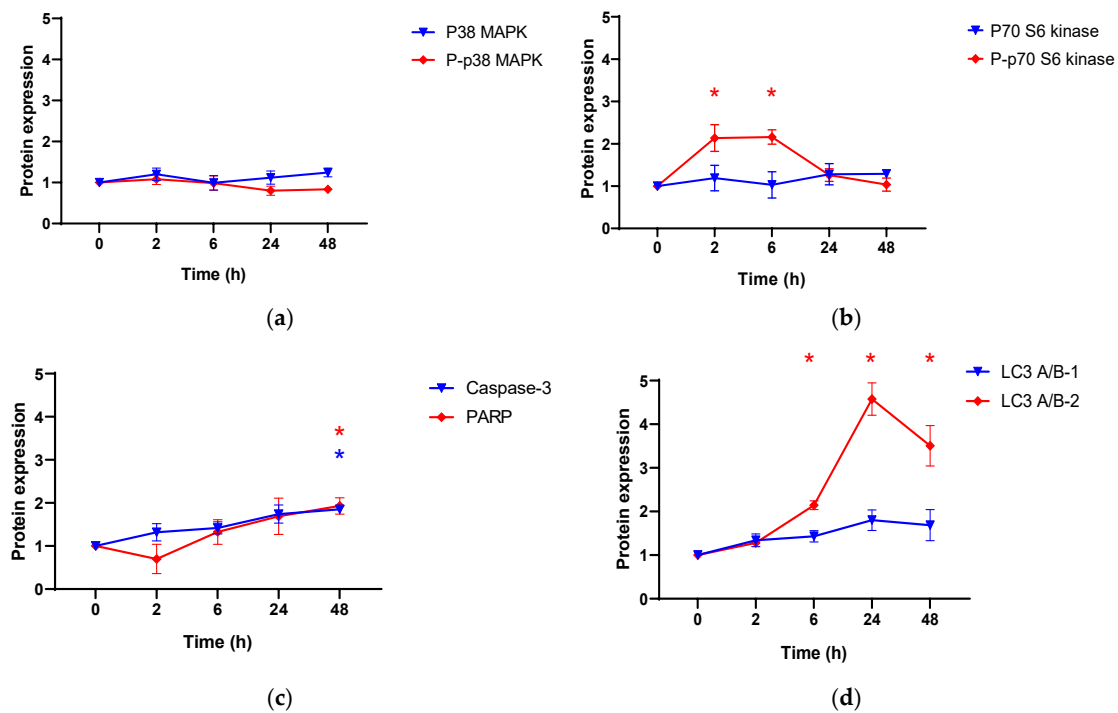 5
4
3
2
1
0
Protein expression
0 2 6 24 48
Time (h)
P38 MAPK
P-p38 MAPK
(a)
5
4
3
2
1
0
Protein expression
* *
0 2 6 24 48
Time (h)
P70 S6 kinase
P-p70 S6 kinase
(b)
5
4
3
2
1
0
Protein expression
*
*
0 2 6 24 48
Time (h)
Caspase-3
PARP
(c)
5
4
3
2
1
0
Protein expression
* * *
0 2 6 24 48
Time (h)
LC3 A/B-1
LC3 A/B-2
(d)